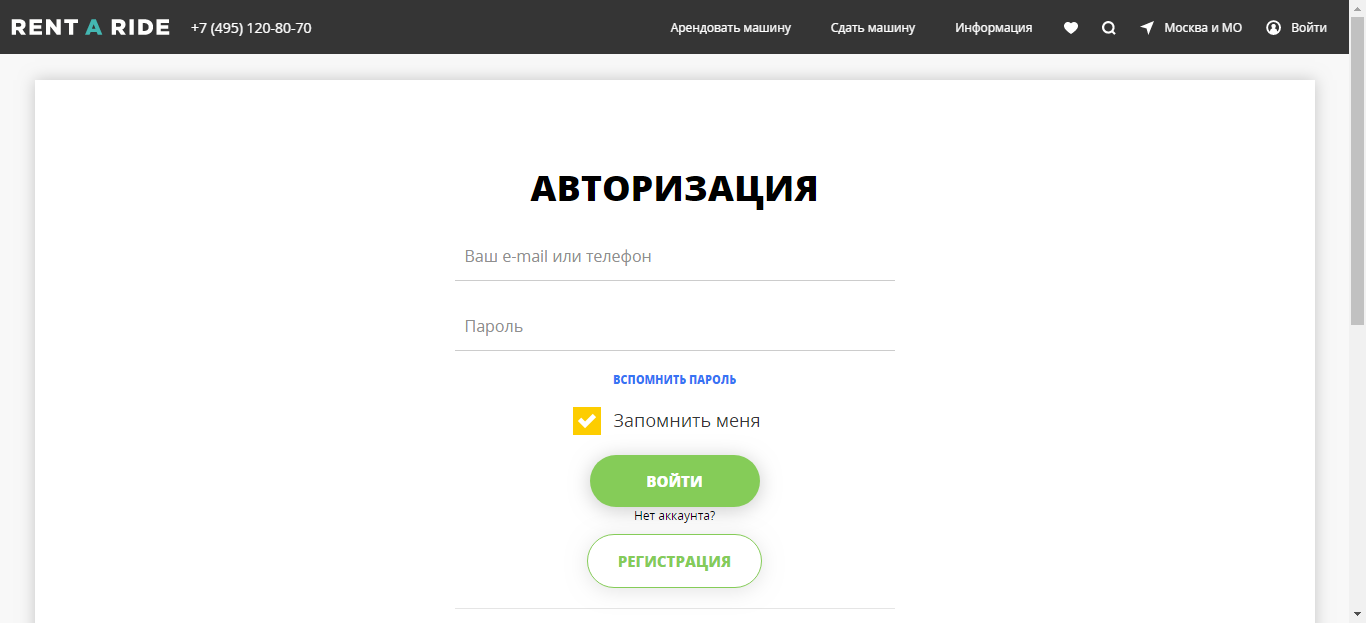 RENT A RIDE +7 (495) 120-80-70 Арендовать машину Сдать машину Информация Москва и МО Войти
АВТОРИЗАЦИЯ
Ваш e-mail или телефон
Пароль
ВСПОМНИТЬ ПАРОЛЬ
Запомнить меня
ВОЙТИ
Нет аккаунта?
РЕГИСТРАЦИЯ